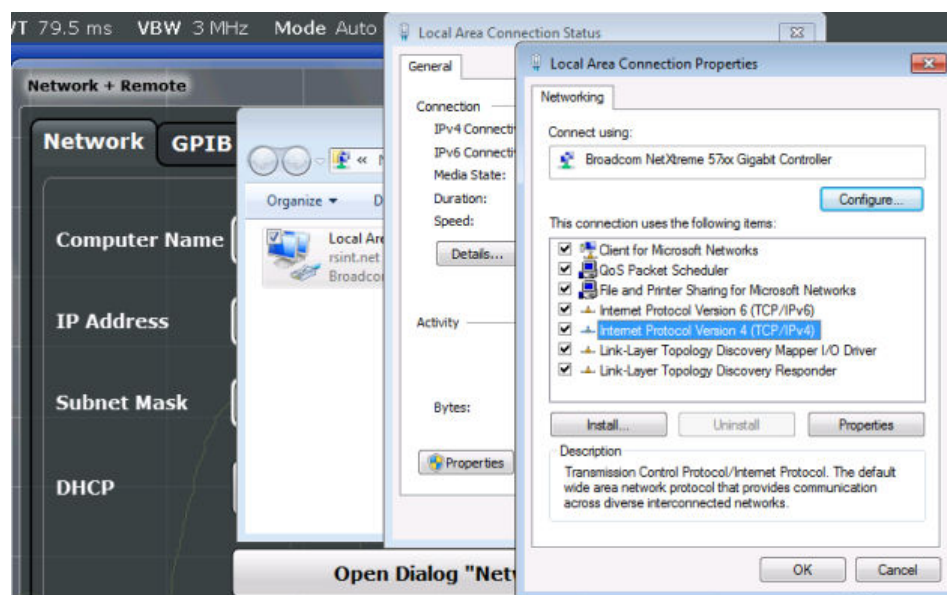 VT 79.5 ms VBW 3 MHz Mode Auto
Network + Remote
Network GPIB
Computer Name
IP Address
Subnet Mask
DHCP
Open Dialog "Netw
Organize
Local Are
rsint.net
Broadcor
Local Area Connection Status
General
Connection
IPv4 Connecti
IPv6 Connecti
Media State:
Duration:
Speed:
Details...
Activity
Bytes:
Properties
Local Area Connection Properties
Networking
Connect using:
Broadcom NetXtreme 57xx Gigabit Controller
Configure...
This connection uses the following items:
Client for Microsoft Networks
QoS Packet Scheduler
File and Printer Sharing for Microsoft Networks
Internet Protocol Version 6 (TCP/IPv6)
Internet Protocol Version 4 (TCP/IPv4)
Link-Layer Topology Discovery Mapper I/O Driver
Link-Layer Topology Discovery Responder
Install... Uninstall Properties
Description
Transmission Control Protocol/Internet Protocol. The default
wide area network protocol that provides communication
across diverse interconnected networks.
OK Cancel